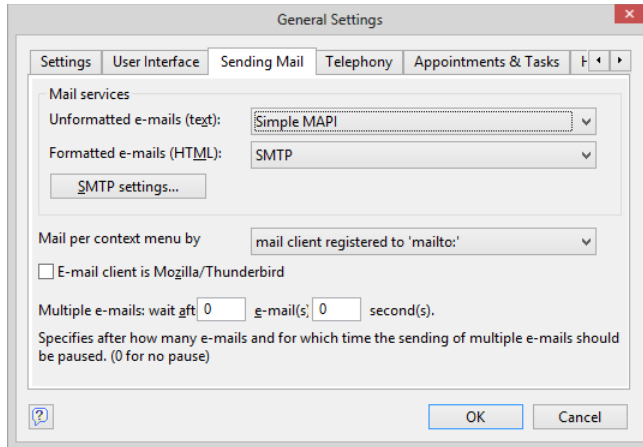 General Settings
Settings User Interface Sending Mail Telephony Appointments & Tasks
Mail services
Unformatted e-mails (text): Simple MAPI
Formatted e-mails (HTML): SMTP
SMTP settings...
Mail per context menu by mail client registered to 'mailto:'
E-mail client is Mozilla/Thunderbird
Multiple e-mails: wait aft 0 e-mail(s) 0 second(s).
Specifies after how many e-mails and for which time the sending of multiple e-mails should
be paused. (0 for no pause)
OK Cancel